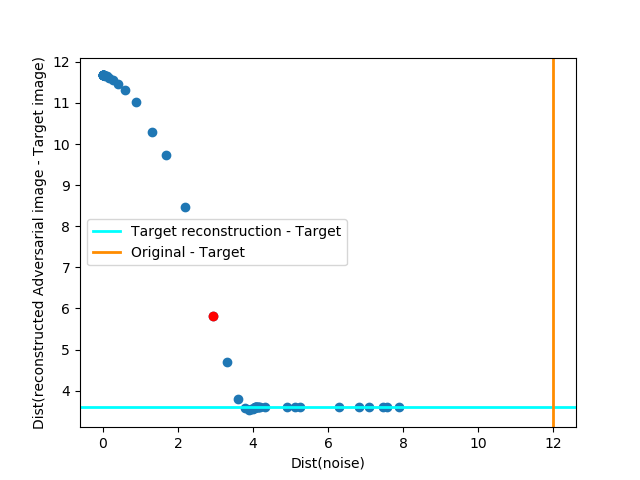 12
11
10
9
8
7
6
5
4
Dist(reconstructed Adversarial image - Target image)
Target reconstruction - Target
Original - Target
0 2 4 6 8 10 12
Dist(noise)